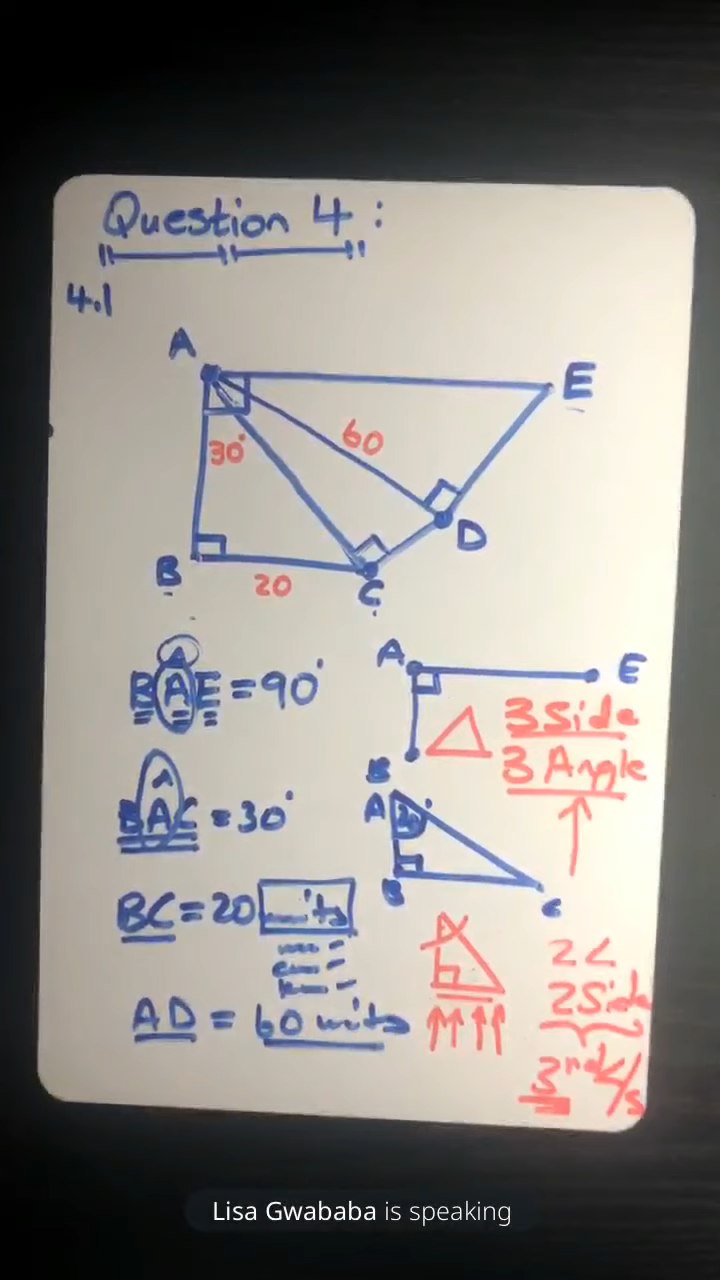 Question 4:
4.1
A
E
30°
60
D
B
20
C
BÂE = 90°
A
E
B
3 Side
3 Angle
BÂC = 30°
A
30°
B
C
BC = 20 units
AD = 60 units
2<
2 Side
3rd </s
Lisa Gwababa is speaking